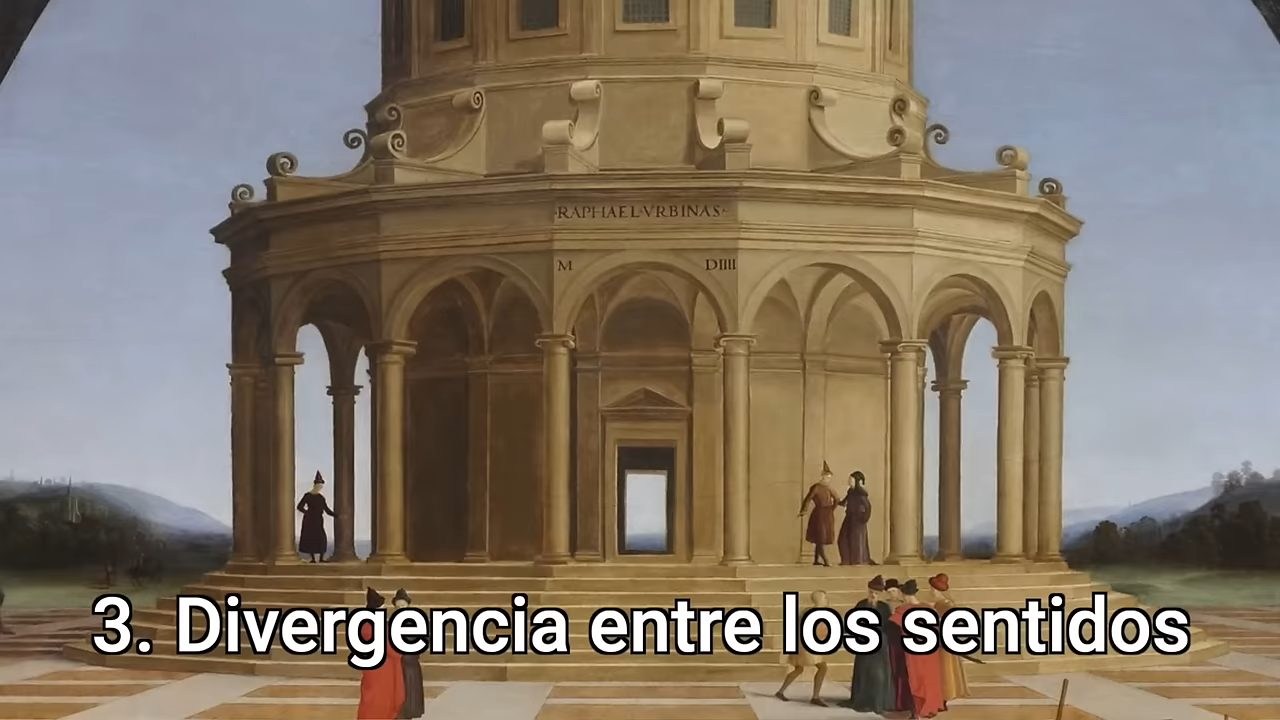 ·RAPHAEL·VRBINAS·
M DIIII
3. Divergencia entre los sentidos